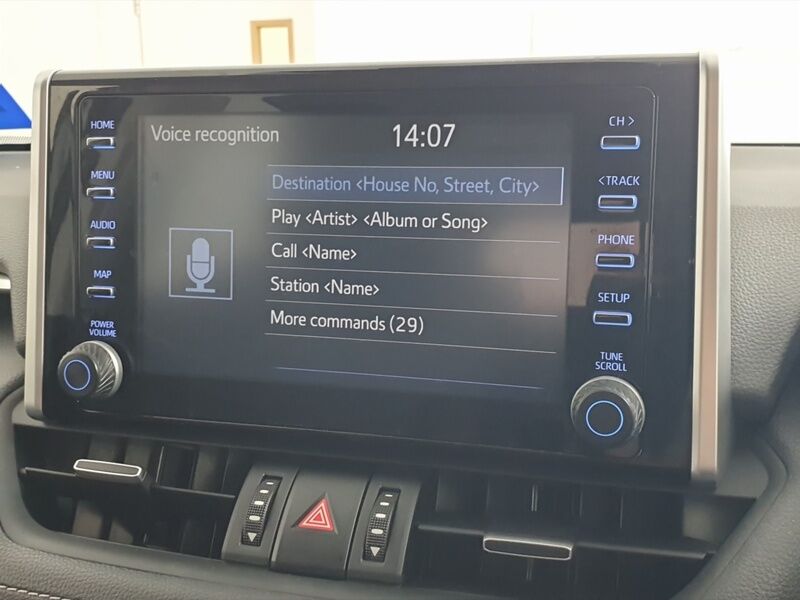 Voice recognition
14:07
Destination <House No, Street, City>
Play <Artist> <Album or Song>
Call <Name>
Station <Name>
More commands (29)
HOME
MENU
AUDIO
MAP
POWER
VOLUME
CH >
< TRACK
PHONE
SETUP
TUNE
SCROLL